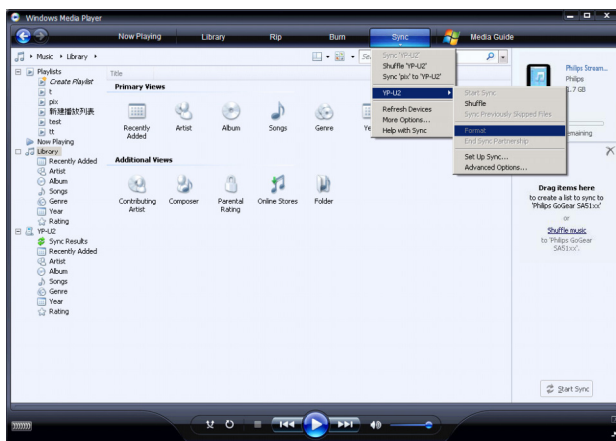 Windows Media Player
Now Playing
Library
Rip
Burn
Sync
Media Guide
Music
Library
Playlists
Create Playlist
t
pix
新建播放列表
test
tt
Now Playing
Library
Recently Added
Artist
Album
Songs
Genre
Year
Rating
YP-U2
Sync Results
Recently Added
Artist
Album
Songs
Genre
Year
Rating
Title
Primary Views
Recently Added
Artist
Album
Songs
Genre
Additional Views
Contributing Artist
Composer
Parental Rating
Online Stores
Folder
Sync 'YP-U2'
Shuffle 'YP-U2'
Sync 'pix' to 'YP-U2'
YP-U2
Refresh Devices
More Options...
Help with Sync
Start Sync
Shuffle
Sync Previously Skipped files
Format
End Sync Partnership
Set Up Sync...
Advanced Options...
Philips Stream...
Philips
1.7 GB
Drag items here
to create a list to sync to
'Philips GoGear SA51xx'
or
Shuffle music
to 'Philips GoGear
SA51xx'.
Start Sync